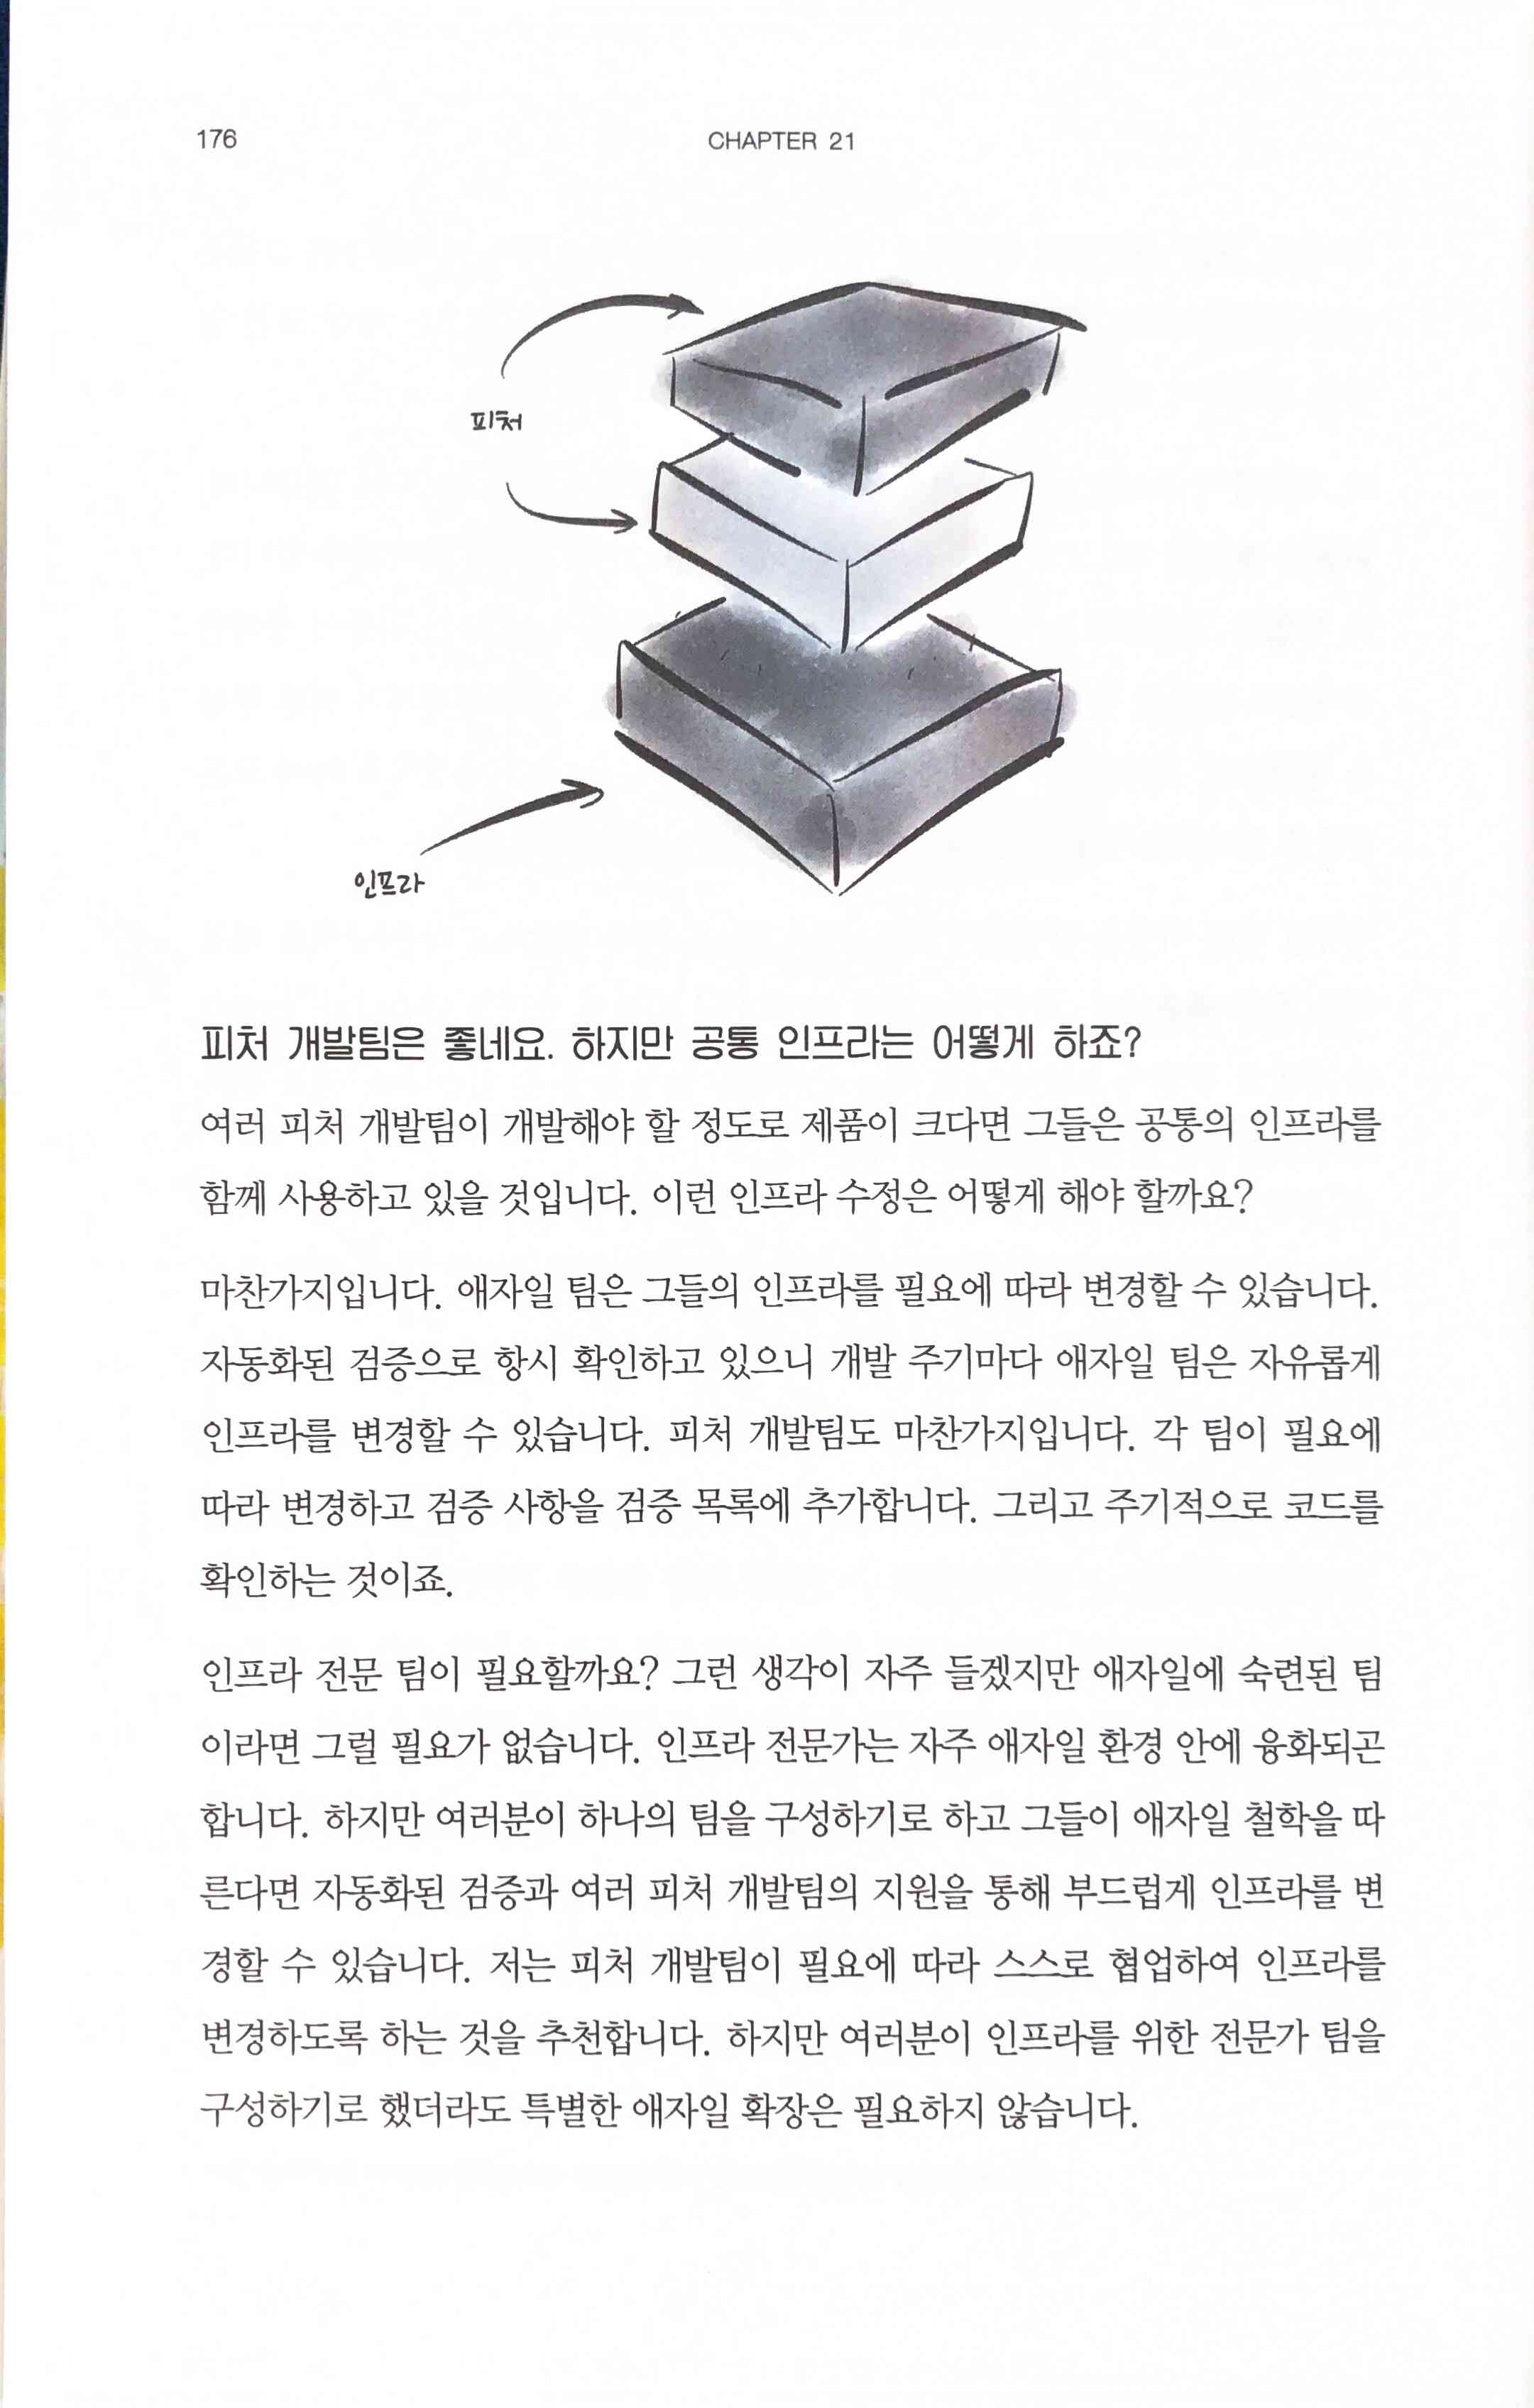 176
CHAPTER 21
피처
인프라
피처 개발팀은 좋네요. 하지만 공통 인프라는 어떻게 하죠?
여러 피처 개발팀이 개발해야 할 정도로 제품이 크다면 그들은 공통의 인프라를
함께 사용하고 있을 것입니다. 이런 인프라 수정은 어떻게 해야 할까요?
마찬가지입니다. 애자일 팀은 그들의 인프라를 필요에 따라 변경할 수 있습니다.
자동화된 검증으로 항시 확인하고 있으니 개발 주기마다 애자일 팀은 자유롭게
인프라를 변경할 수 있습니다. 피처 개발팀도 마찬가지입니다. 각 팀이 필요에
따라 변경하고 검증 사항을 검증 목록에 추가합니다. 그리고 주기적으로 코드를
확인하는 것이죠.
인프라 전문 팀이 필요할까요? 그런 생각이 자주 들겠지만 애자일에 숙련된 팀
이라면 그럴 필요가 없습니다. 인프라 전문가는 자주 애자일 환경 안에 융화되곤
합니다. 하지만 여러분이 하나의 팀을 구성하기로 하고 그들이 애자일 철학을 따
른다면 자동화된 검증과 여러 피처 개발팀의 지원을 통해 부드럽게 인프라를 변
경할 수 있습니다. 저는 피처 개발팀이 필요에 따라 스스로 협업하여 인프라를
변경하도록 하는 것을 추천합니다. 하지만 여러분이 인프라를 위한 전문가 팀을
구성하기로 했더라도 특별한 애자일 확장은 필요하지 않습니다.